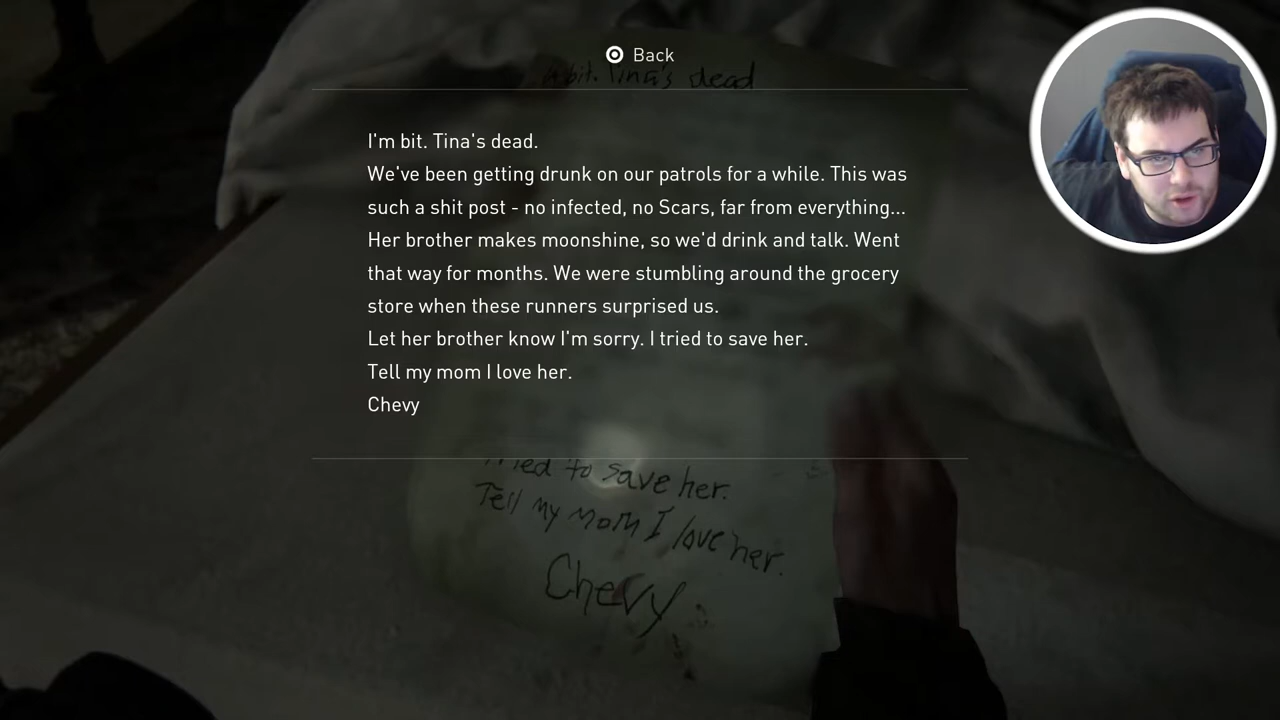 Back
bit. Tina's dead
I'm bit. Tina's dead.
We've been getting drunk on our patrols for a while. This was
such a shit post - no infected, no Scars, far from everything...
Her brother makes moonshine, so we'd drink and talk. Went
that way for months. We were stumbling around the grocery
store when these runners surprised us.
Let her brother know I'm sorry. I tried to save her.
Tell my mom I love her.
Chevy
tried to save her.
Tell my mom I love her.
Chevy